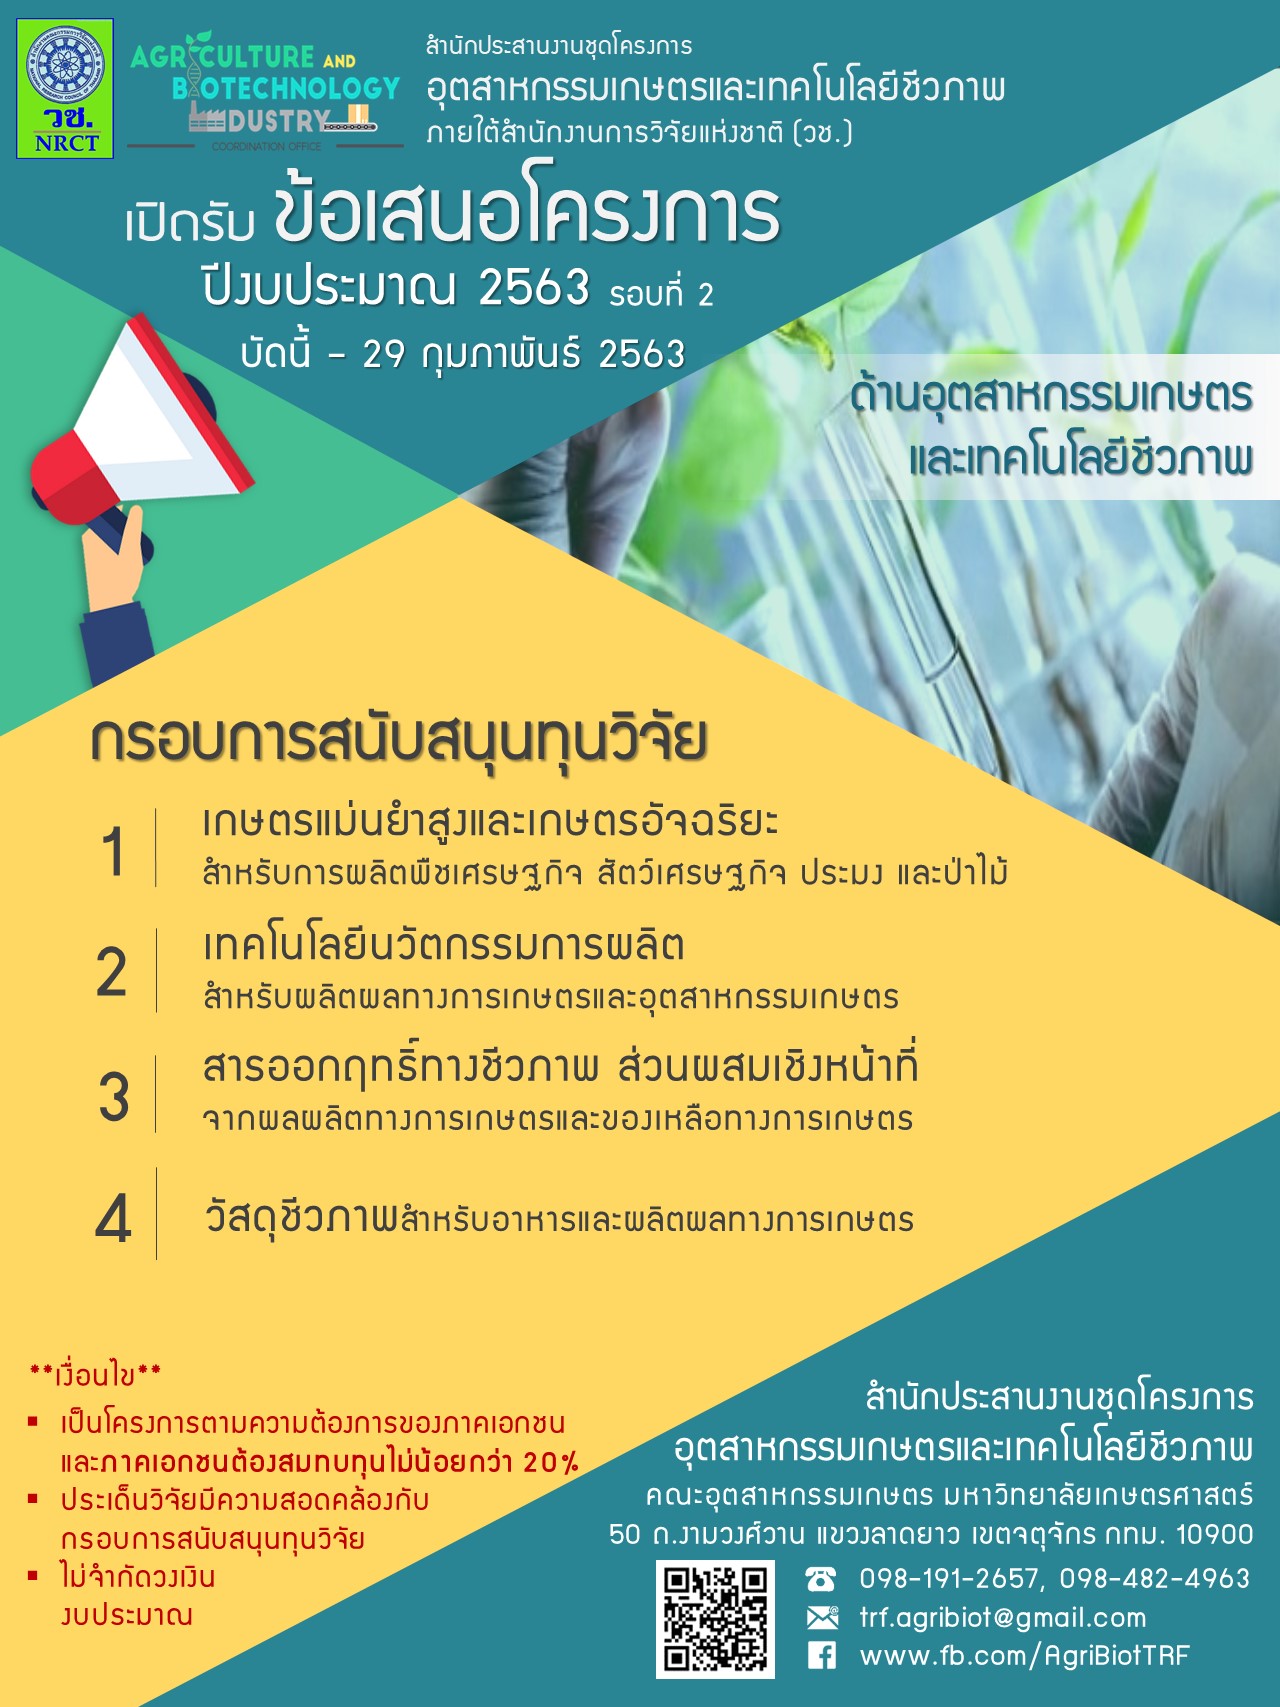 วช.
NRCT
AGRICULTURE AND
BIOTECHNOLOGY
INDUSTRY
COORDINATION OFFICE
สำนักประสานงานชุดโครงการ
อุตสาหกรรมเกษตรและเทคโนโลยีชีวภาพ
ภายใต้สำนักงานการวิจัยแห่งชาติ (วช.)
เปิดรับ ข้อเสนอโครงการ
ปีงบประมาณ 2563 รอบที่ 2
บัดนี้ - 29 กุมภาพันธ์ 2563
ด้านอุตสาหกรรมเกษตร
และเทคโนโลยีชีวภาพ
กรอบการสนับสนุนทุนวิจัย
1 เกษตรแม่นยำสูงและเกษตรอัจฉริยะ
สำหรับการผลิตพืชเศรษฐกิจ สัตว์เศรษฐกิจ ประมง และป่าไม้
2 เทคโนโลยีนวัตกรรมการผลิต
สำหรับผลิตผลทางการเกษตรและอุตสาหกรรมเกษตร
3 สารออกฤทธิ์ทางชีวภาพ ส่วนผสมเชิงหน้าที่
จากผลผลิตทางการเกษตรและของเหลือทางการเกษตร
4 วัสดุชีวภาพสำหรับอาหารและผลิตผลทางการเกษตร
**เงื่อนไข**
▪ เป็นโครงการตามความต้องการของภาคเอกชน
และภาคเอกชนต้องสมทบทุนไม่น้อยกว่า 20%
▪ ประเด็นวิจัยมีความสอดคล้องกับ
กรอบการสนับสนุนทุนวิจัย
▪ ไม่จำกัดวงเงิน
งบประมาณ
สำนักประสานงานชุดโครงการ
อุตสาหกรรมเกษตรและเทคโนโลยีชีวภาพ
คณะอุตสาหกรรมเกษตร มหาวิทยาลัยเกษตรศาสตร์
50 ถ.งามวงศ์วาน แขวงลาดยาว เขตจตุจักร กทม. 10900
098-191-2657, 098-482-4963
trf.agribiot@gmail.com
www.fb.com/AgriBiotTRF